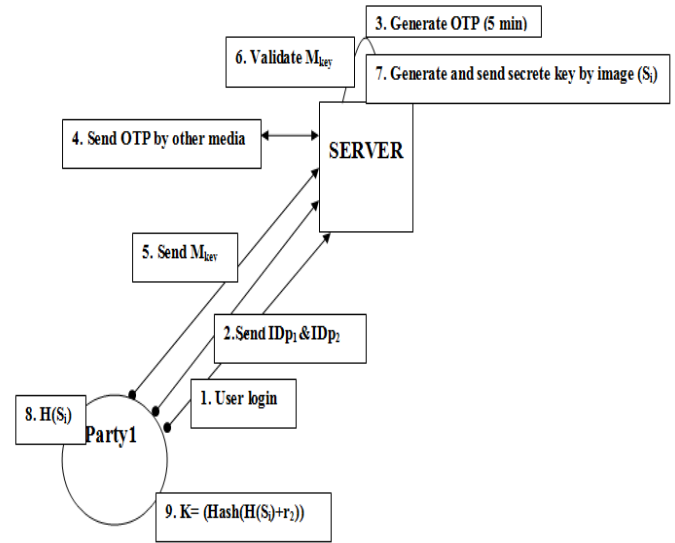 3. Generate OTP (5 min)
6. Validate Mkey
7. Generate and send secrete key by image (Si)
4. Send OTP by other media
SERVER
5. Send Mkey
2.Send IDp1 &IDp2
1. User login
8. H(Si)
Party1
9. K= (Hash(H(Si)+r2))